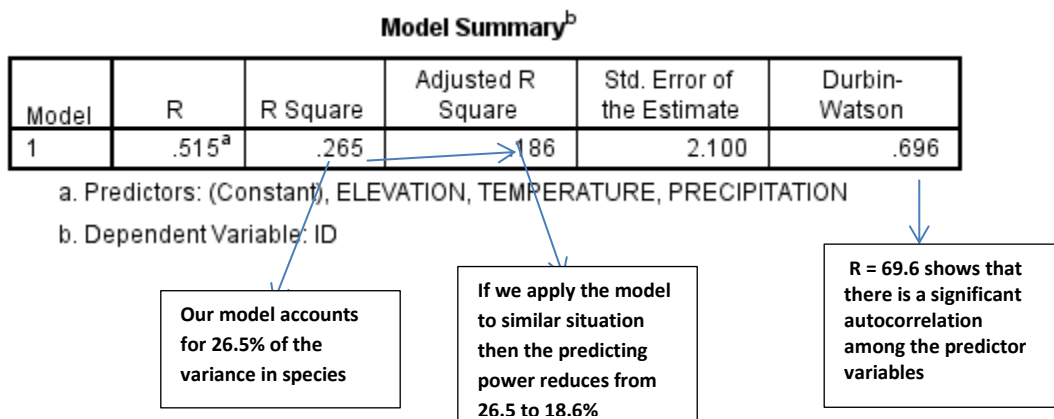 Model Summaryb
Model R R Square Adjusted R Square Std. Error of the Estimate Durbin-Watson
1 .515a .265 .186 2.100 .696
a. Predictors: (Constant), ELEVATION, TEMPERATURE, PRECIPITATION
b. Dependent Variable: ID
Our model accounts
for 26.5% of the
variance in species
If we apply the model
to similar situation
then the predicting
power reduces from
26.5 to 18.6%
R = 69.6 shows that
there is a significant
autocorrelation
among the predictor
variables